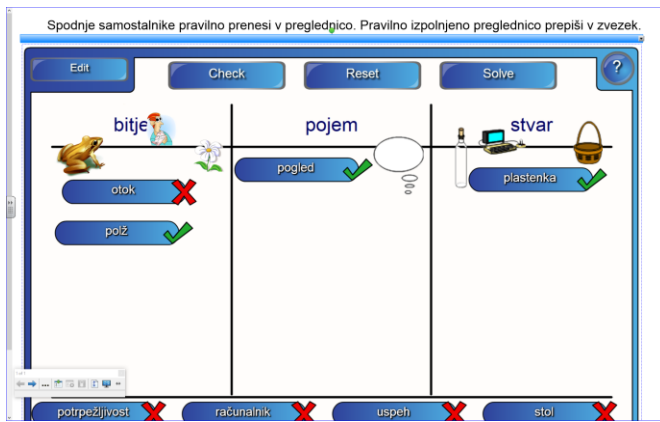 Spodnje samostalnike pravilno prenesi v preglednico. Pravilno izpolnjeno preglednico prepiši v zvezek.
Edit Check Reset Solve ?
bitje pojem stvar
pogled
otok plastenka
polž
potrpežljivost računalnik uspeh stol